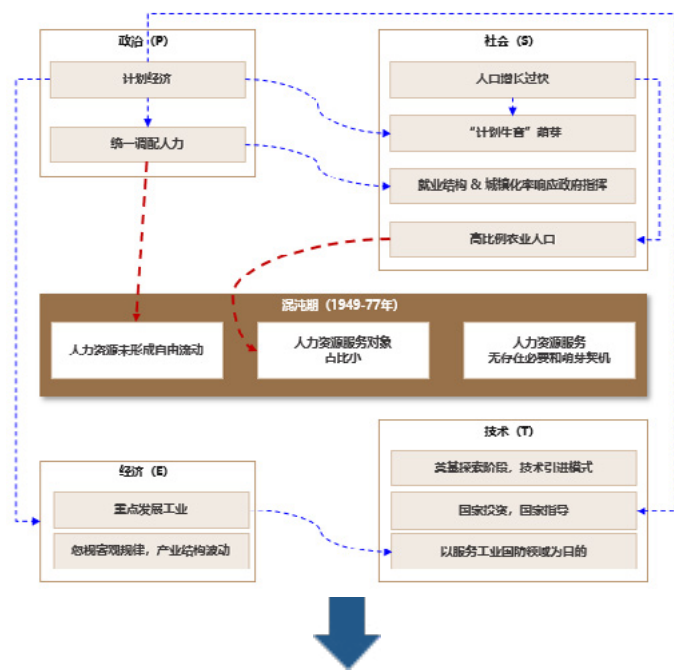 政治（P）
计划经济
统一调配人力
社会（S）
人口增长过快
“计划生育”萌芽
就业结构 & 城镇化率响应政府指挥
高比例农业人口
混沌期（1949-77年）
人力资源未形成自由流动
人力资源服务对象
占比小
人力资源服务
无存在必要和萌芽契机
经济（E）
重点发展工业
忽视客观规律，产业结构波动
技术（T）
奠基探索阶段，技术引进模式
国家投资，国家指导
以服务工业国防领域为目的